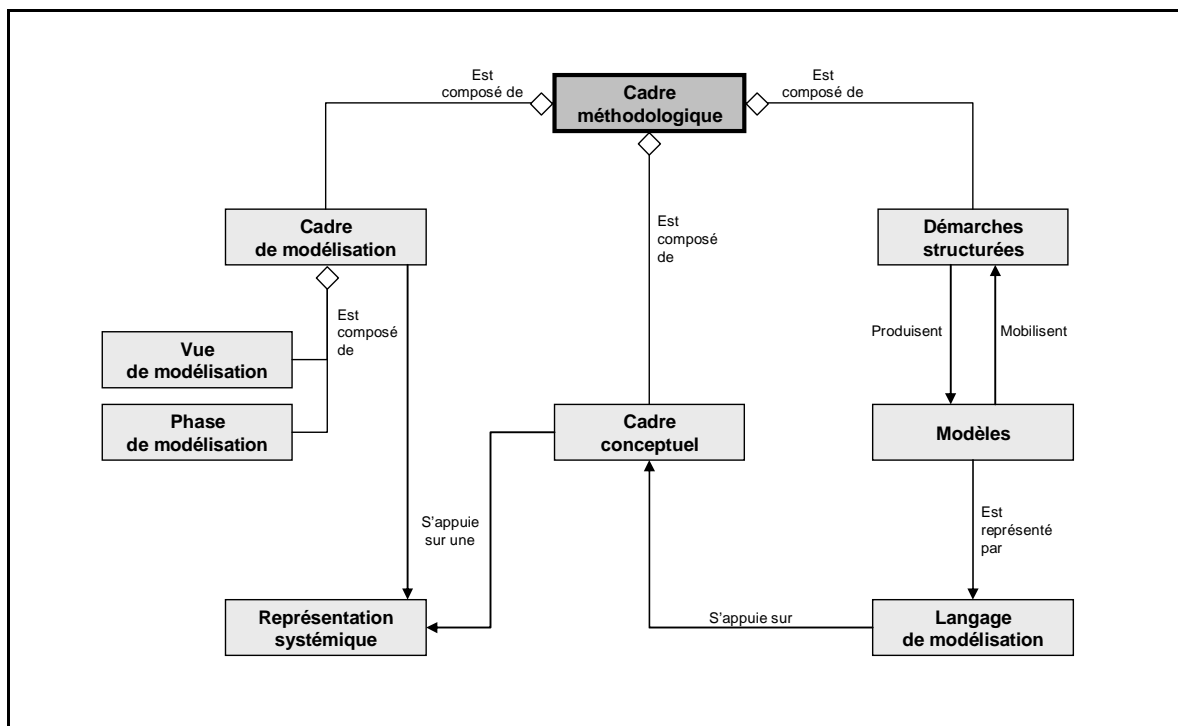 Est
composé de
Cadre
méthodologique
Est
composé de
Cadre
de modélisation
Est
composé
de
Démarches
structurées
Est
composé
de
Vue
de modélisation
Produisent
Mobilisent
Phase
de modélisation
Cadre
conceptuel
Modèles
S'appuie
sur une
Est
représenté
par
Représentation
systémique
S'appuie sur
Langage
de modélisation